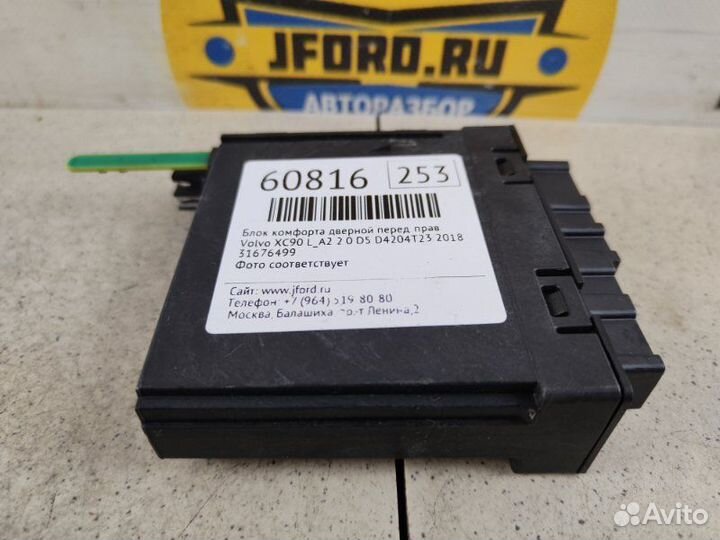 JFORD.RU
АВТОРАЗБОР
60816 253
Блок комфорта дверной перед прав
Volvo XC90 L_A2 2 0 D5 D4204T23 2018
31676499
Фото соответствует
Сайт: www.jford.ru
Телефон: +7 (964) 519 80 80
Москва, Балашиха, пр-т Ленина,2
Avito